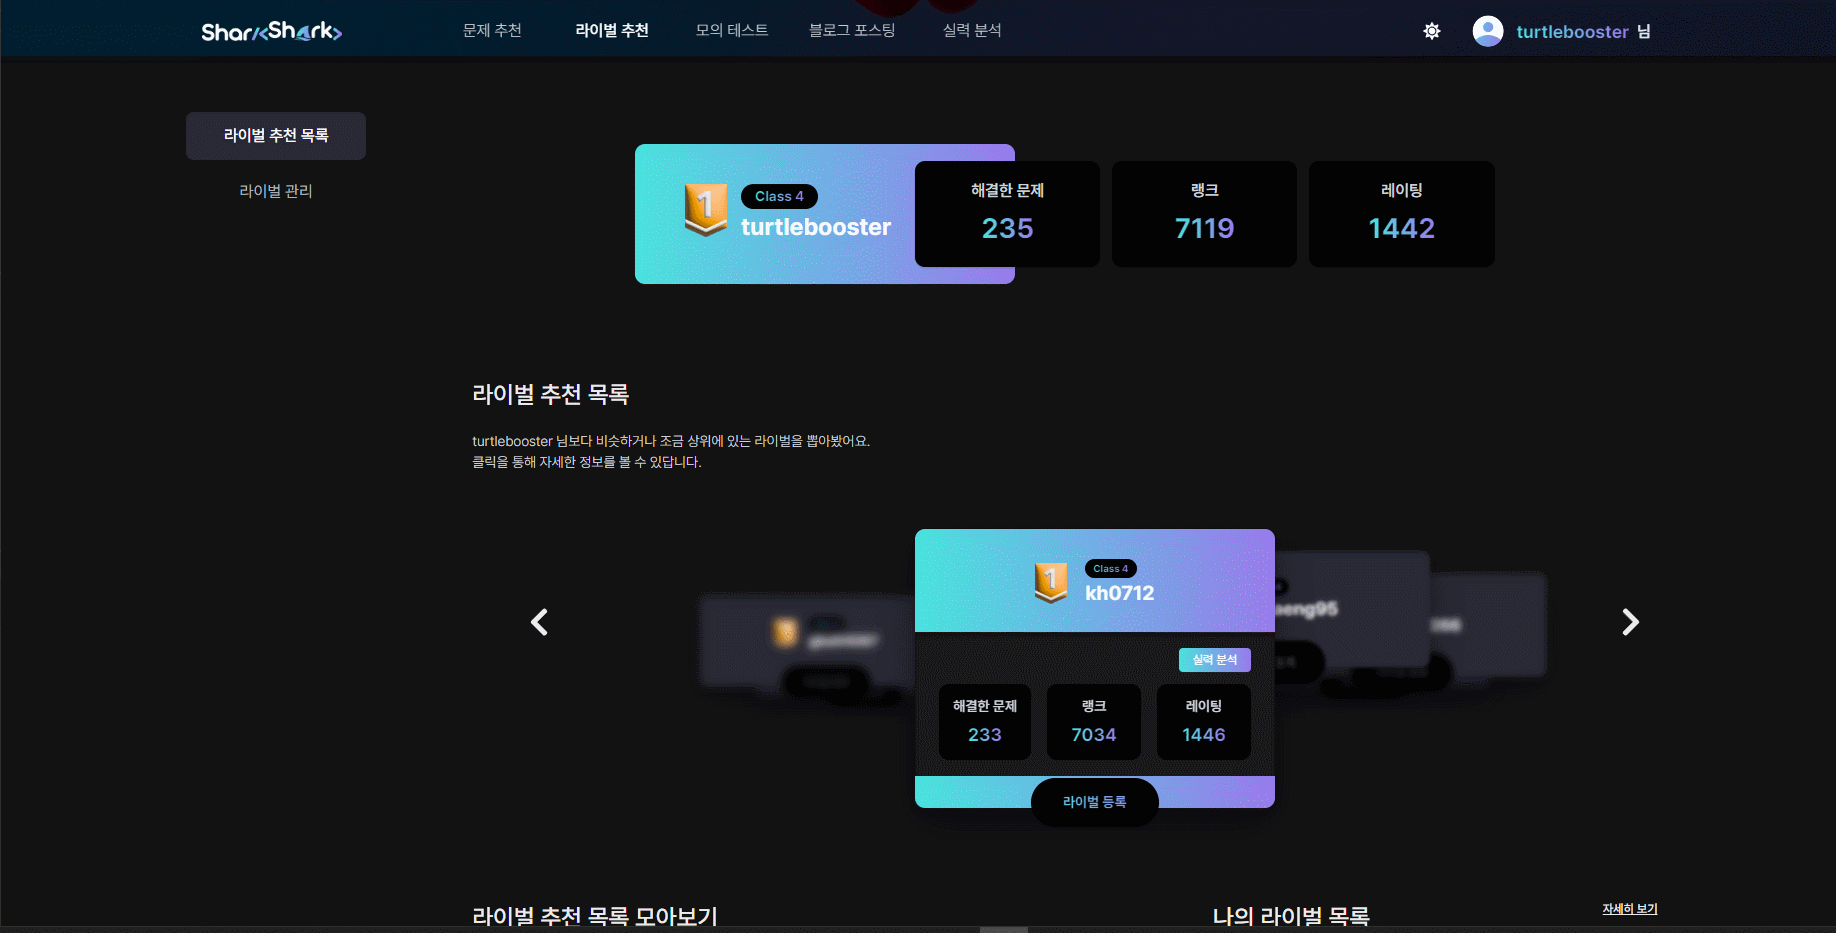 Shar<Shark>
문제 추천
라이벌 추천
모의 테스트
블로그 포스팅
실력 분석
turtlebooster 님
라이벌 추천 목록
라이벌 관리
1
Class 4
turtlebooster
해결한 문제
235
랭크
7119
레이팅
1442
라이벌 추천 목록
turtlebooster 님보다 비슷하거나 조금 상위에 있는 라이벌을 뽑아봤어요.
클릭을 통해 자세한 정보를 볼 수 있답니다.
1
Class 4
kh0712
실력 분석
해결한 문제
233
랭크
7034
레이팅
1446
라이벌 등록
aeng95
라이벌 추천 목록 모아보기
나의 라이벌 목록
자세히 보기